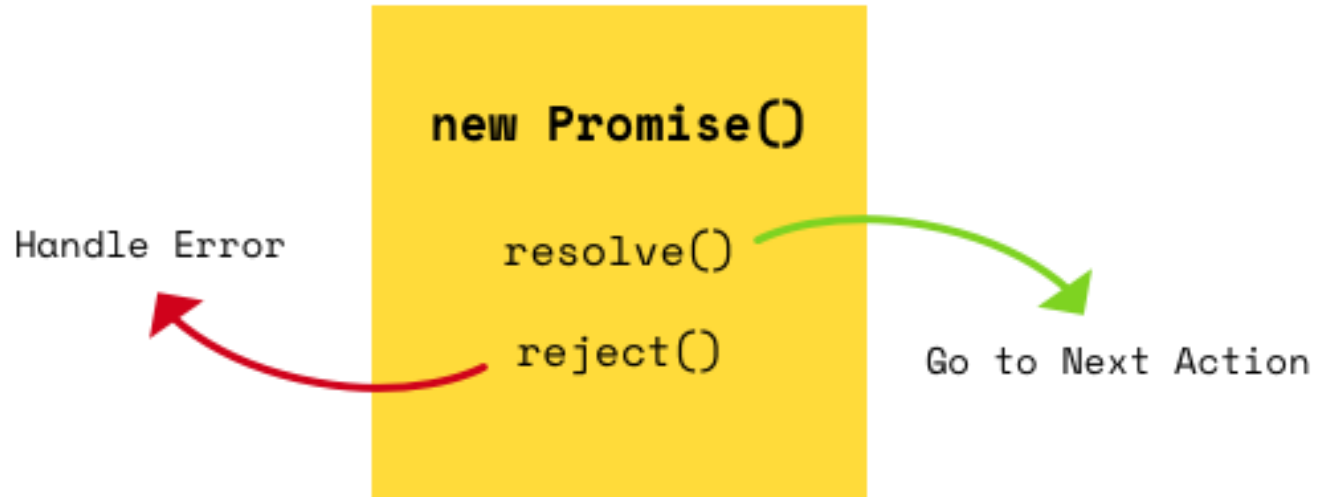 new Promise()
Handle Error
resolve()
reject()
Go to Next Action